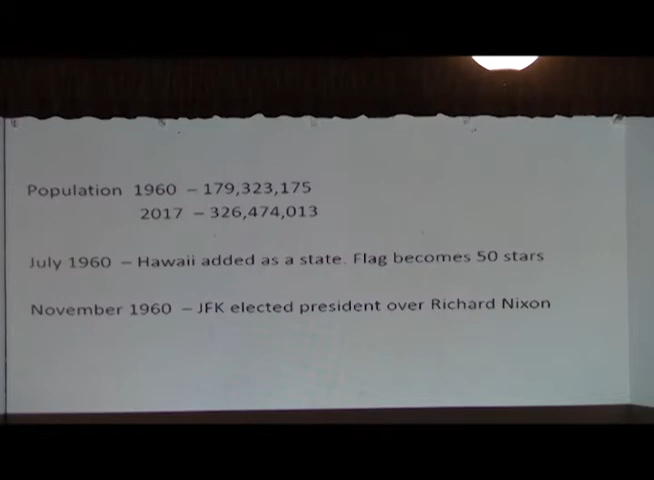 Population 1960 – 179,323,175
2017 – 326,474,013
July 1960 – Hawaii added as a state. Flag becomes 50 stars
November 1960 – JFK elected president over Richard Nixon